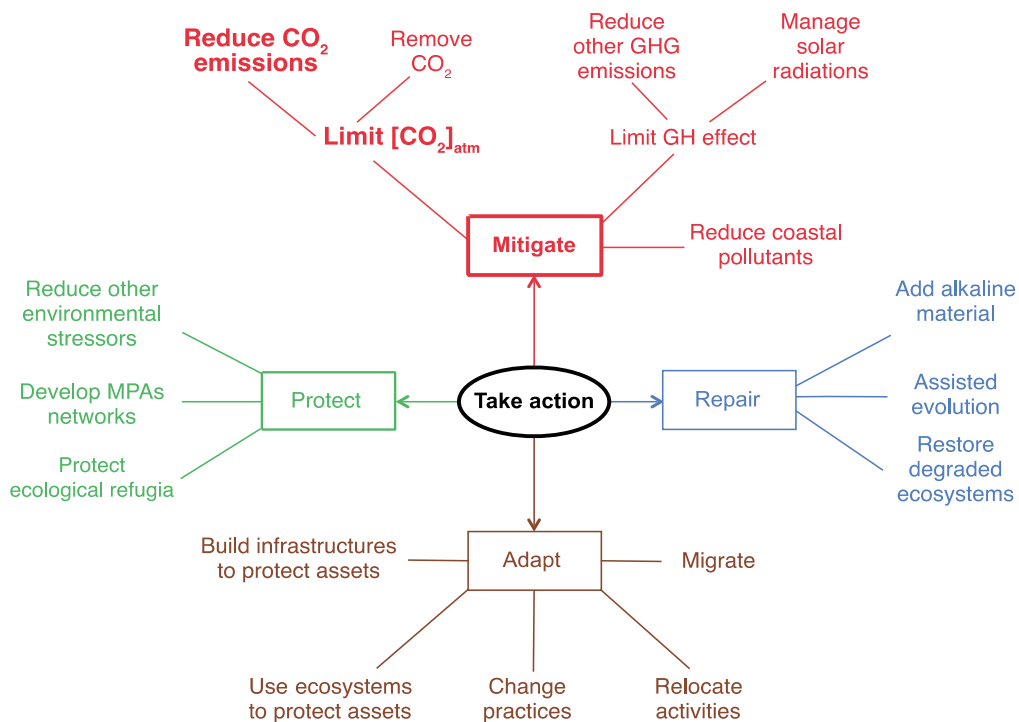 Reduce CO₂
emissions
Remove
CO₂
Reduce
other GHG
emissions
Manage
solar
radiations
Limit [CO₂]atm
Limit GH effect
Mitigate
Reduce coastal
pollutants
Reduce other
environmental
stressors
Develop MPAs
networks
Protect
ecological refugia
Protect
Take action
Repair
Add alkaline
material
Assisted
evolution
Restore
degraded
ecosystems
Build infrastructures
to protect assets
Adapt
Migrate
Use ecosystems
to protect assets
Change
practices
Relocate
activities